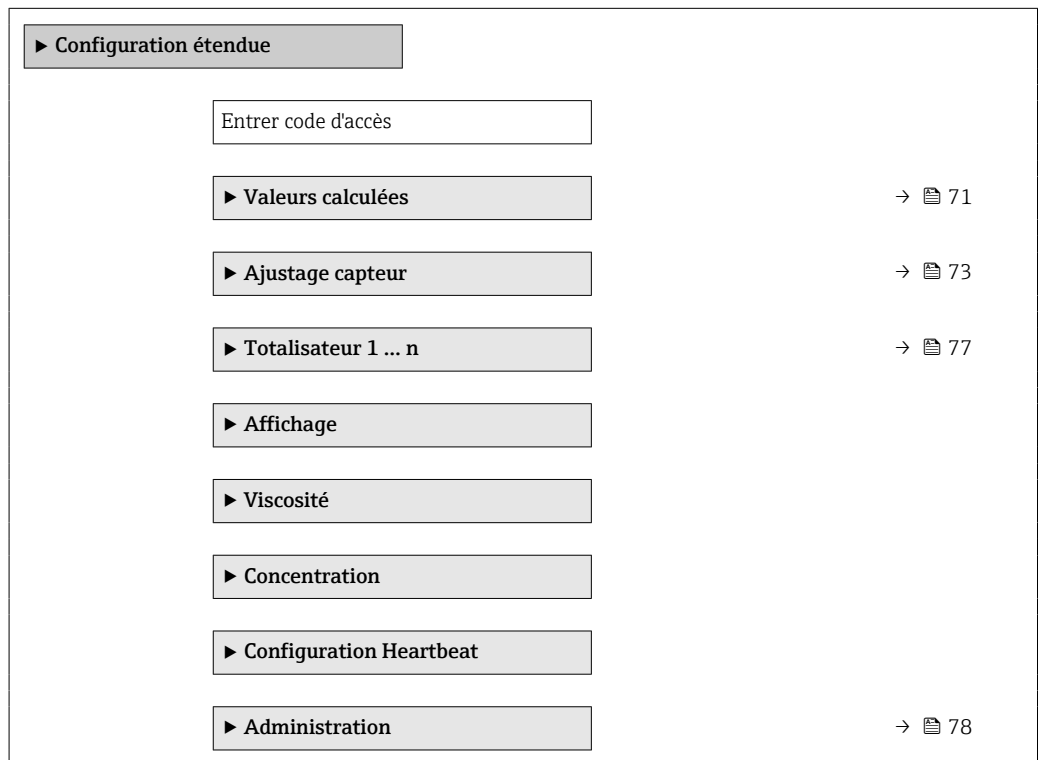 ▶ Configuration étendue
Entrer code d'accès
▶ Valeurs calculées → 71
▶ Ajustage capteur → 73
▶ Totalisateur 1 ... n → 77
▶ Affichage
▶ Viscosité
▶ Concentration
▶ Configuration Heartbeat
▶ Administration → 78